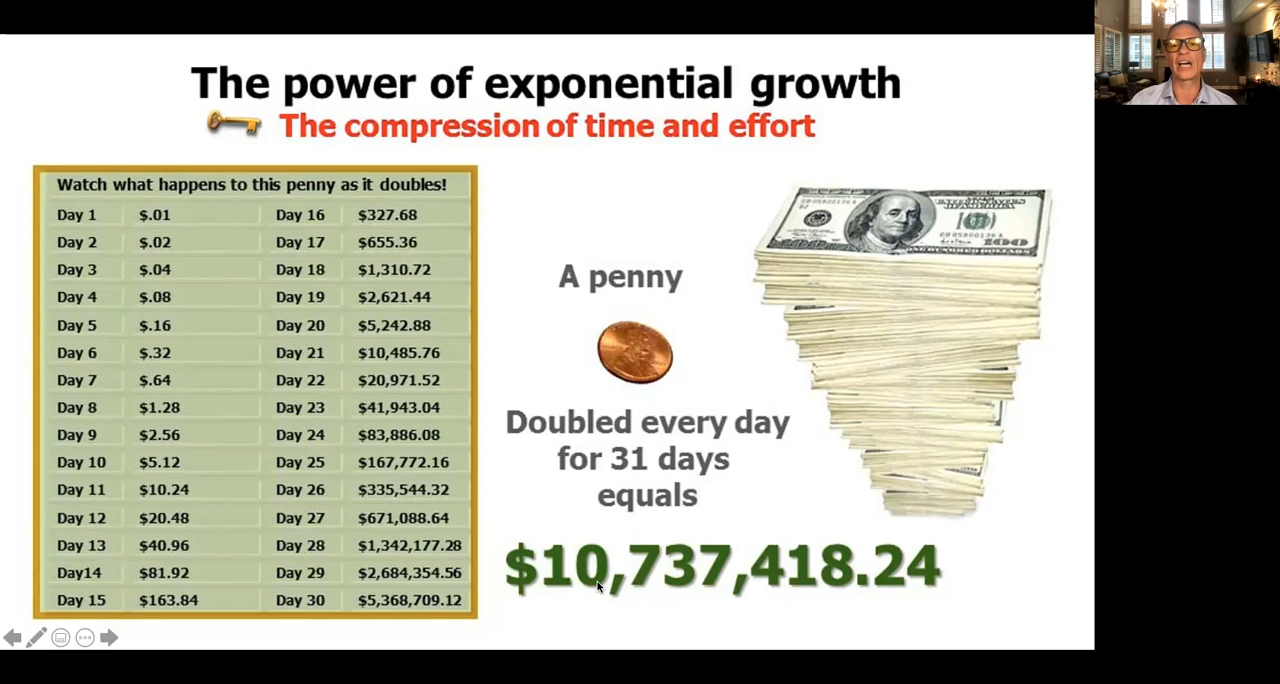 The power of exponential growth
The compression of time and effort
Watch what happens to this penny as it doubles!
Day 1 $.01 Day 16 $327.68
Day 2 $.02 Day 17 $655.36
Day 3 $.04 Day 18 $1,310.72
Day 4 $.08 Day 19 $2,621.44
Day 5 $.16 Day 20 $5,242.88
Day 6 $.32 Day 21 $10,485.76
Day 7 $.64 Day 22 $20,971.52
Day 8 $1.28 Day 23 $41,943.04
Day 9 $2.56 Day 24 $83,886.08
Day 10 $5.12 Day 25 $167,772.16
Day 11 $10.24 Day 26 $335,544.32
Day 12 $20.48 Day 27 $671,088.64
Day 13 $40.96 Day 28 $1,342,177.28
Day14 $81.92 Day 29 $2,684,354.56
Day 15 $163.84 Day 30 $5,368,709.12
A penny
Doubled every day
for 31 days
equals
$10,737,418.24
100